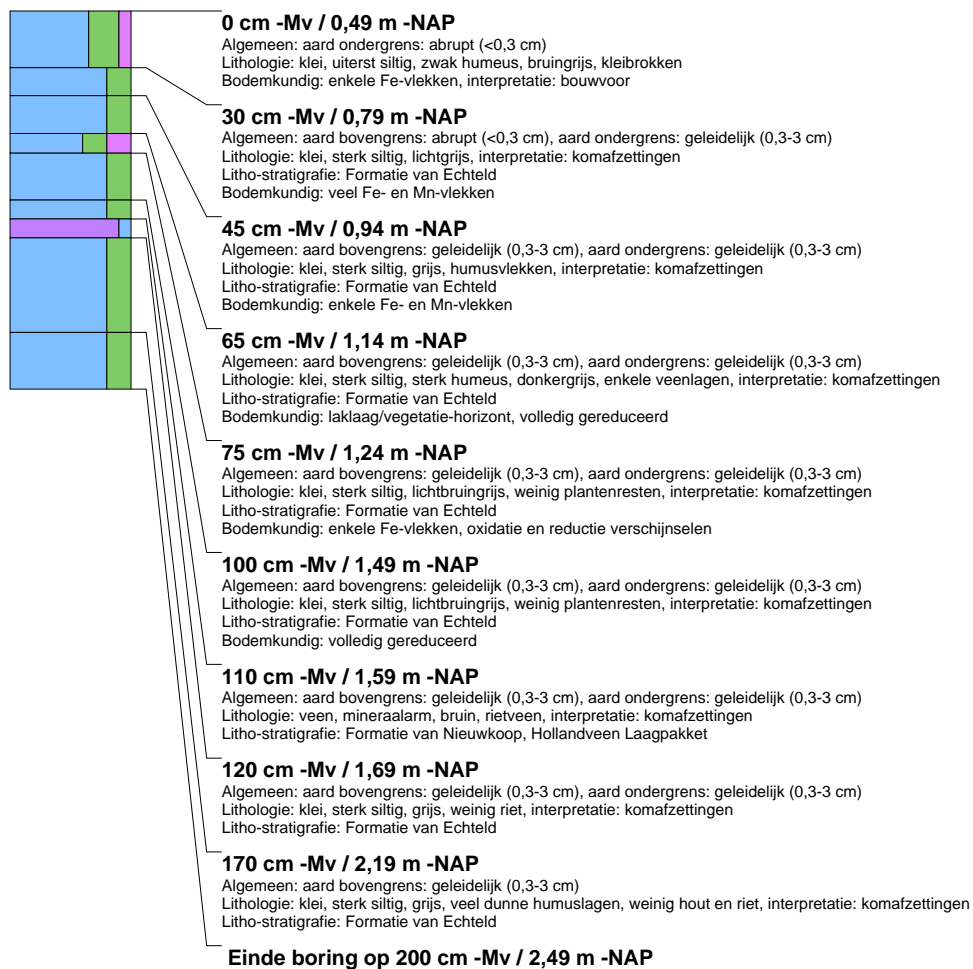 0 cm -Mv / 0,49 m -NAP
Algemeen: aard ondergrens: abrupt (<0,3 cm)
Lithologie: klei, uiterst siltig, zwak humeus, bruingrijs, kleibrokken
Bodemkundig: enkele Fe-vlekken, interpretatie: bouwvoor
30 cm -Mv / 0,79 m -NAP
Algemeen: aard bovengrens: abrupt (<0,3 cm), aard ondergrens: geleidelijk (0,3-3 cm)
Lithologie: klei, sterk siltig, lichtgrijs, interpretatie: komafzettingen
Litho-stratigrafie: Formatie van Echteld
Bodemkundig: veel Fe- en Mn-vlekken
45 cm -Mv / 0,94 m -NAP
Algemeen: aard bovengrens: geleidelijk (0,3-3 cm), aard ondergrens: geleidelijk (0,3-3 cm)
Lithologie: klei, sterk siltig, grijs, humusvlekken, interpretatie: komafzettingen
Litho-stratigrafie: Formatie van Echteld
Bodemkundig: enkele Fe- en Mn-vlekken
65 cm -Mv / 1,14 m -NAP
Algemeen: aard bovengrens: geleidelijk (0,3-3 cm), aard ondergrens: geleidelijk (0,3-3 cm)
Lithologie: klei, sterk siltig, sterk humeus, donkergrijs, enkele veenlagen, interpretatie: komafzettingen
Litho-stratigrafie: Formatie van Echteld
Bodemkundig: laklaag/vegetatie-horizont, volledig gereduceerd
75 cm -Mv / 1,24 m -NAP
Algemeen: aard bovengrens: geleidelijk (0,3-3 cm), aard ondergrens: geleidelijk (0,3-3 cm)
Lithologie: klei, sterk siltig, lichtbruingrijs, weinig plantenresten, interpretatie: komafzettingen
Litho-stratigrafie: Formatie van Echteld
Bodemkundig: enkele Fe-vlekken, oxidatie en reductie verschijnselen
100 cm -Mv / 1,49 m -NAP
Algemeen: aard bovengrens: geleidelijk (0,3-3 cm), aard ondergrens: geleidelijk (0,3-3 cm)
Lithologie: klei, sterk siltig, lichtbruingrijs, weinig plantenresten, interpretatie: komafzettingen
Litho-stratigrafie: Formatie van Echteld
Bodemkundig: volledig gereduceerd
110 cm -Mv / 1,59 m -NAP
Algemeen: aard bovengrens: geleidelijk (0,3-3 cm), aard ondergrens: geleidelijk (0,3-3 cm)
Lithologie: veen, mineraalarm, bruin, rietveen, interpretatie: komafzettingen
Litho-stratigrafie: Formatie van Nieuwkoop, Hollandveen Laagpakket
120 cm -Mv / 1,69 m -NAP
Algemeen: aard bovengrens: geleidelijk (0,3-3 cm), aard ondergrens: geleidelijk (0,3-3 cm)
Lithologie: klei, sterk siltig, grijs, weinig riet, interpretatie: komafzettingen
Litho-stratigrafie: Formatie van Echteld
170 cm -Mv / 2,19 m -NAP
Algemeen: aard bovengrens: geleidelijk (0,3-3 cm)
Lithologie: klei, sterk siltig, grijs, veel dunne humuslagen, weinig hout en riet, interpretatie: komafzettingen
Litho-stratigrafie: Formatie van Echteld
Einde boring op 200 cm -Mv / 2,49 m -NAP